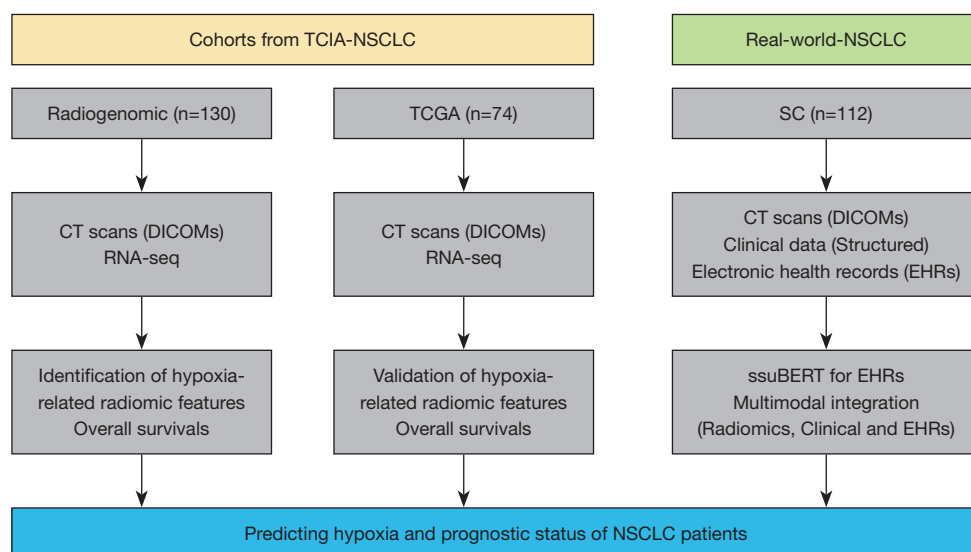 Cohorts from TCIA-NSCLC
Real-world-NSCLC
Radiogenomic (n=130)
TCGA (n=74)
SC (n=112)
CT scans (DICOMs)
RNA-seq
CT scans (DICOMs)
RNA-seq
CT scans (DICOMs)
Clinical data (Structured)
Electronic health records (EHRs)
Identification of hypoxia-
related radiomic features
Overall survivals
Validation of hypoxia-
related radiomic features
Overall survivals
ssuBERT for EHRs
Multimodal integration
(Radiomics, Clinical and EHRs)
Predicting hypoxia and prognostic status of NSCLC patients